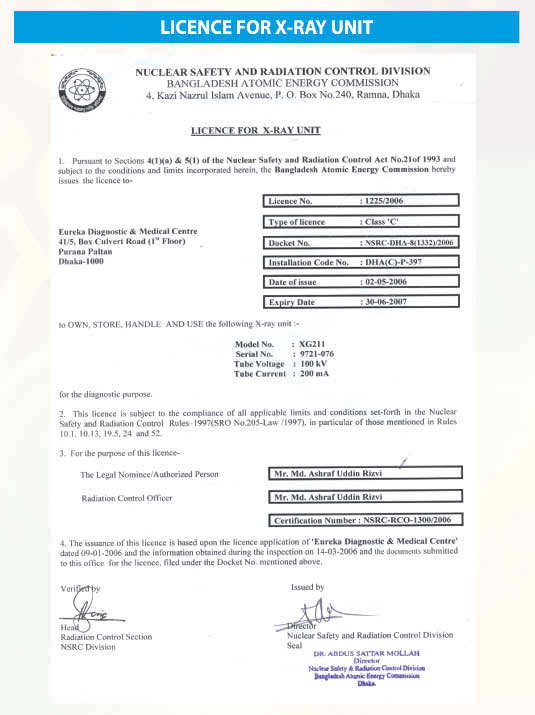 LICENCE FOR X-RAY UNIT
NUCLEAR SAFETY AND RADIATION CONTROL DIVISION
BANGLADESH ATOMIC ENERGY COMMISSION
4, Kazi Nazrul Islam Avenue, P. O. Box No.240, Ramna, Dhaka
LICENCE FOR X-RAY UNIT
1. Pursuant to Sections 4(1)(a) & 5(1) of the Nuclear Safety and Radiation Control Act No.21of 1993 and
subject to the conditions and limits incorporated herein, the Bangladesh Atomic Energy Commission hereby
issues the licence to-
Eureka Diagnostic & Medical Centre
41/5, Box Culvert Road (1st Floor)
Purana Paltan
Dhaka-1000
Licence No. : 1225/2006
Type of licence : Class 'C'
Docket No. : NSRC-DHA-8(1332)/2006
Installation Code No. : DHA(C)-P-397
Date of issue : 02-05-2006
Expiry Date : 30-06-2007
to OWN, STORE, HANDLE AND USE the following X-ray unit :-
Model No. : XG211
Serial No. : 9721-076
Tube Voltage : 100 kV
Tube Current : 200 mA
for the diagnostic purpose.
2. This licence is subject to the compliance of all applicable limits and conditions set-forth in the Nuclear
Safety and Radiation Control Rules-1997(SRO No.205-Law /1997), in particular of those mentioned in Rules
10.1, 10.13, 19.5, 24 and 52.
3. For the purpose of this licence-
The Legal Nominee/Authorized Person
Mr. Md. Ashraf Uddin Rizvi
Radiation Control Officer
Mr. Md. Ashraf Uddin Rizvi
Certification Number : NSRC-RCO-1300/2006
4. The issuance of this licence is based upon the licence application of 'Eureka Diagnostic & Medical Centre'
dated 09-01-2006 and the information obtained during the inspection on 14-03-2006 and the documents submitted
to this office for the licence, filed under the Docket No. mentioned above.
Verified by
Head
Radiation Control Section
NSRC Division
Issued by
Director
Nuclear Safety and Radiation Control Division
Seal
DR. ABDUS SATTAR MOLLAH
Director
Nuclear Safety & Radiation Control Division
Bangladesh Atomic Energy Commission
Dhaka.